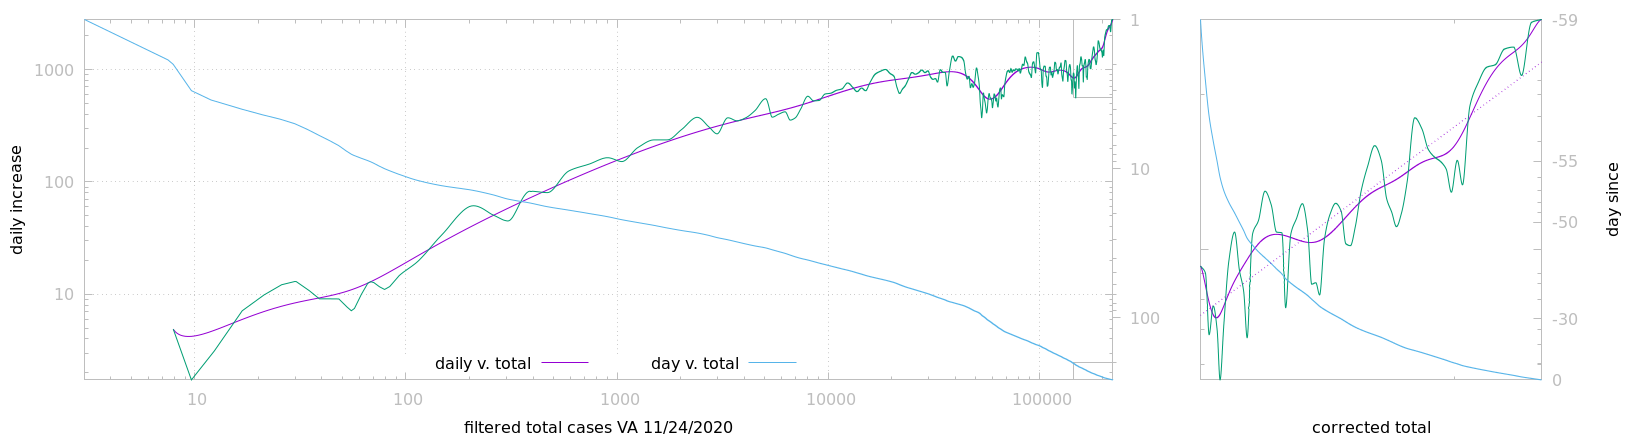 daily increase
1000
100
10
10
100
1000
10000
100000
1
10
100
daily v. total
day v. total
filtered total cases VA 11/24/2020
-59
-55
-50
-30
0
day since
corrected total